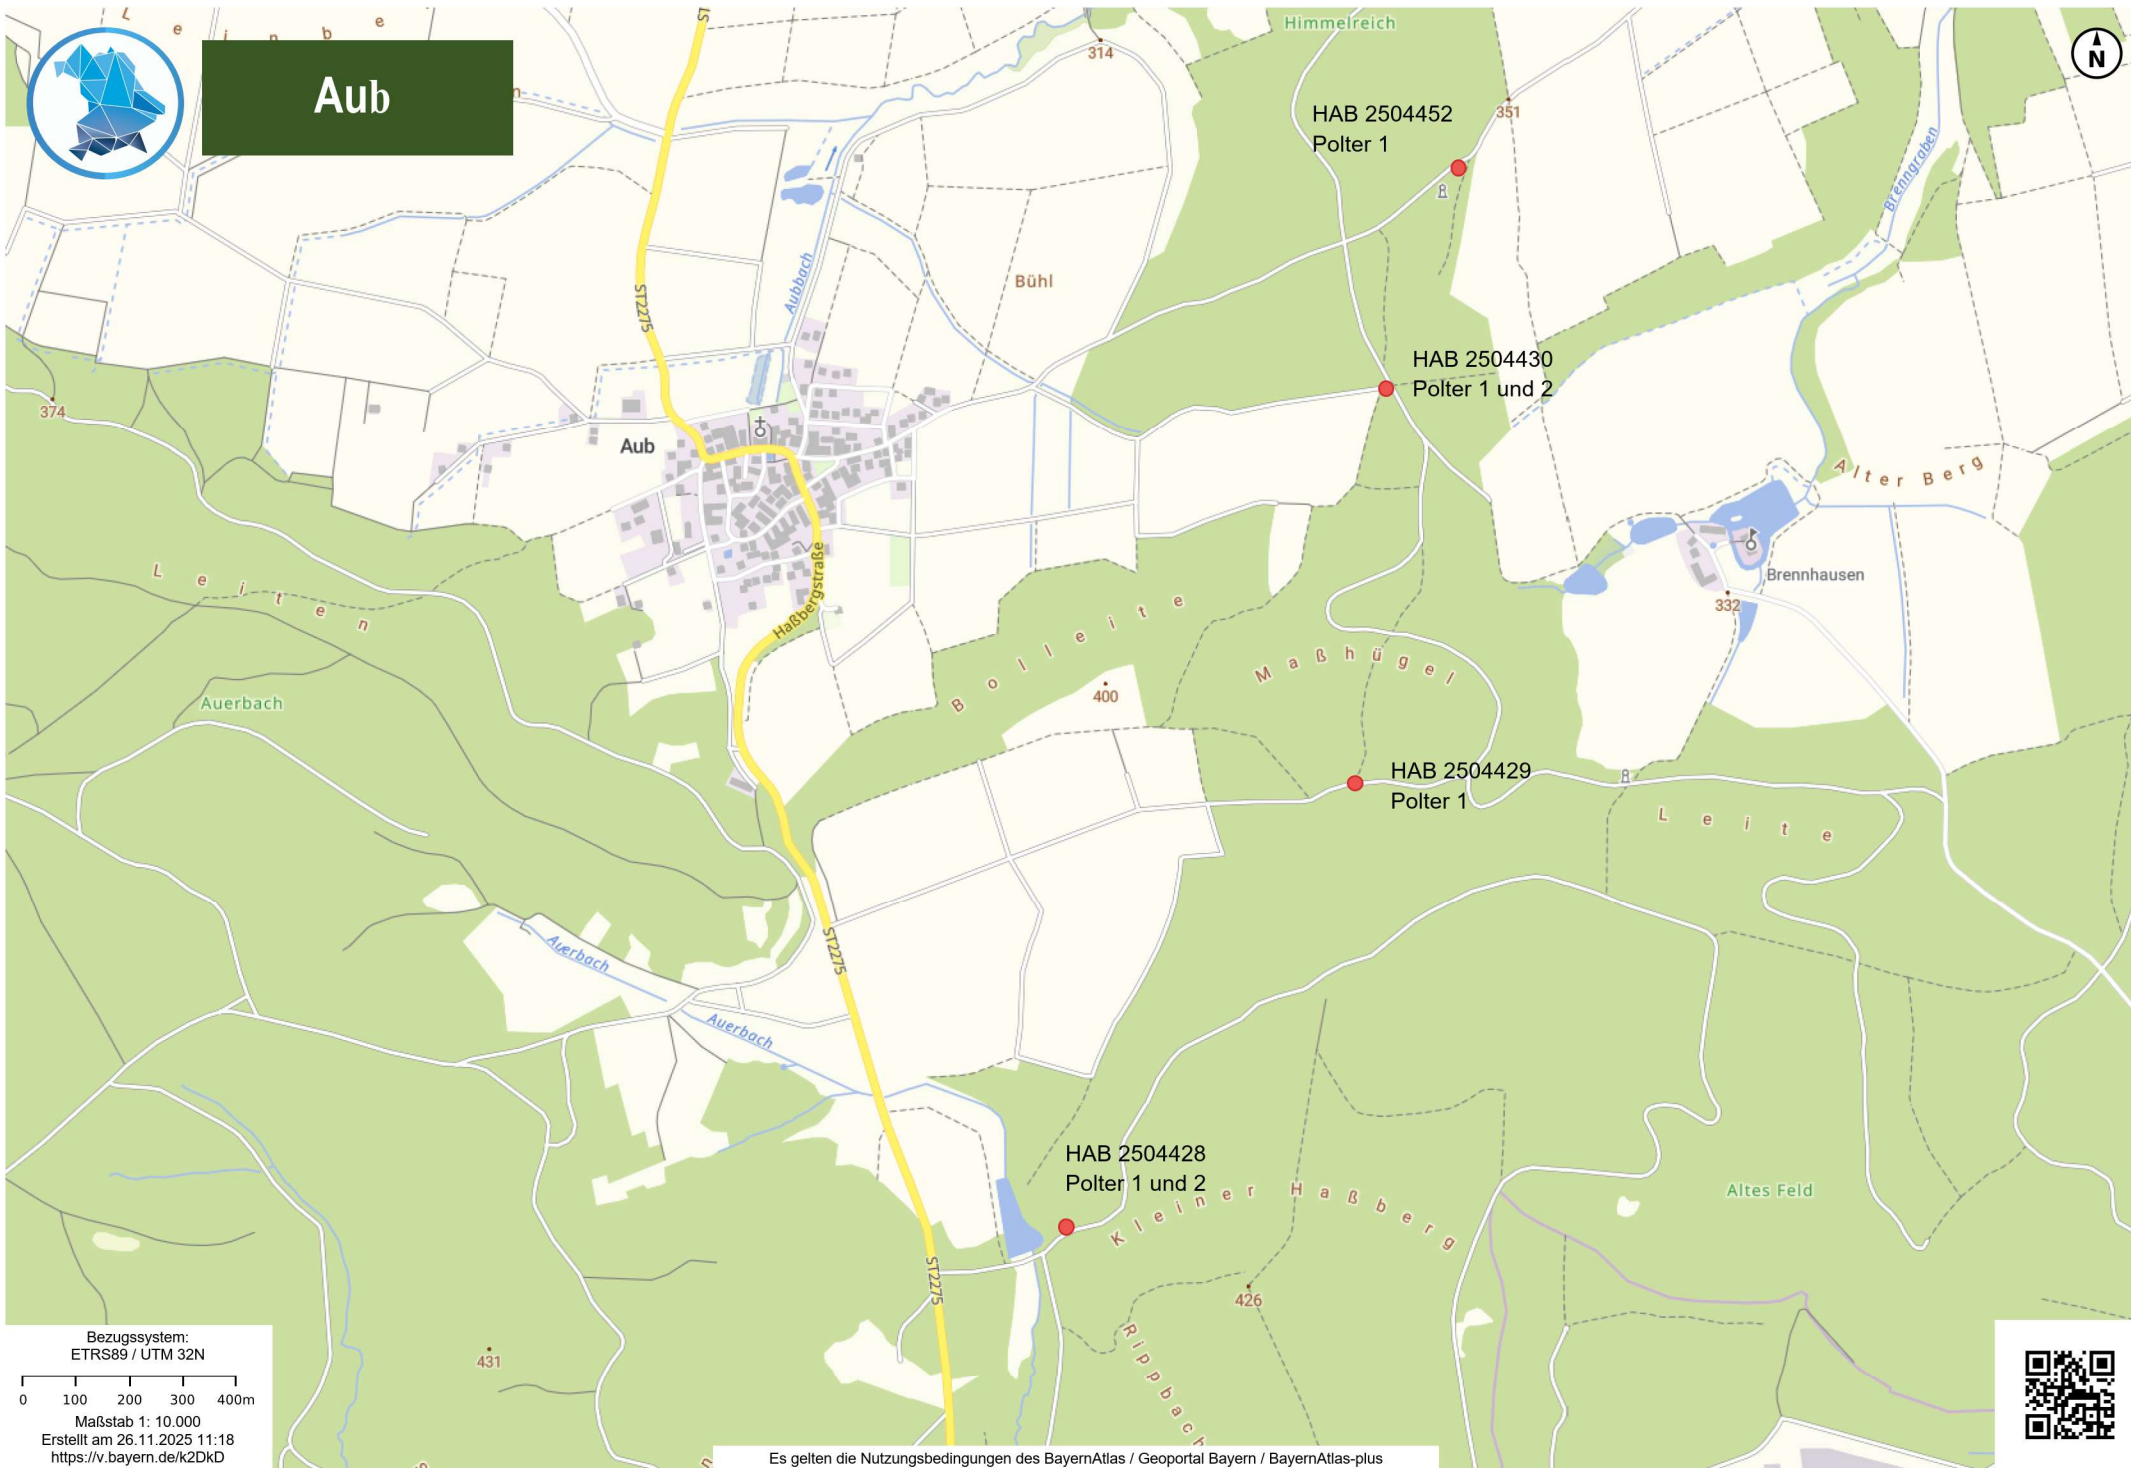 L e i n b e
n
Aub
ST
Himmelreich
N
314
351
HAB 2504452
Polter 1
Brenngraben
Aubbach
Bühl
ST2275
HAB 2504430
Polter 1 und 2
374
Aub
Alter Berg
Haßbergstraße
Brennhausen
332
Leiten
Bolleite
Maßhügel
400
Auerbach
HAB 2504429
Polter 1
Leite
Auerbach
ST2275
Auerbach
HAB 2504428
Polter 1 und 2
Kleiner Haßberg
Altes Feld
ST2275
426
Rippbach
431
Bezugssystem:
ETRS89 / UTM 32N
0 100 200 300 400m
Maßstab 1: 10.000
Erstellt am 26.11.2025 11:18
https://v.bayern.de/k2DkD
Es gelten die Nutzungsbedingungen des BayernAtlas / Geoportal Bayern / BayernAtlas-plus